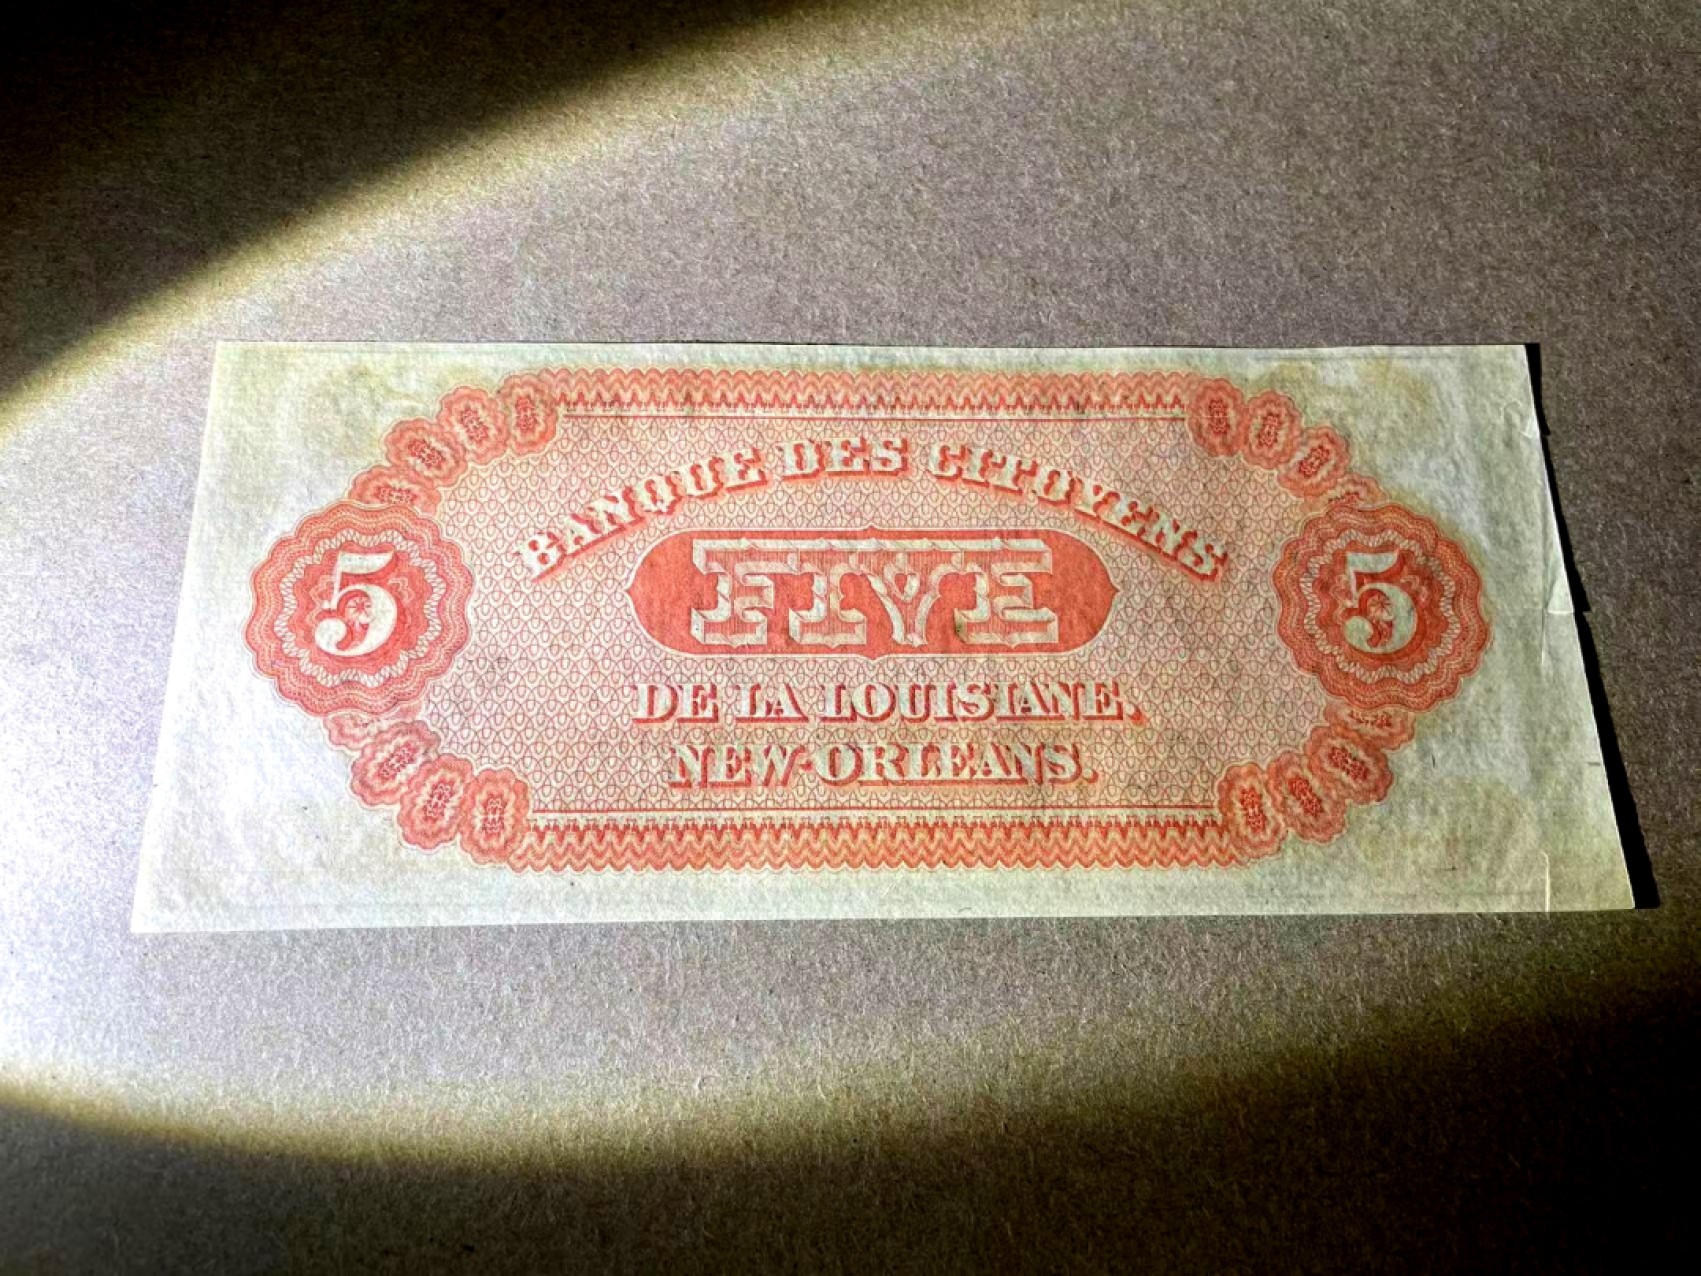 BANQUE DES CITOYENS
5 FIVE 5
DE LA LOUISIANE,
NEW-ORLEANS.